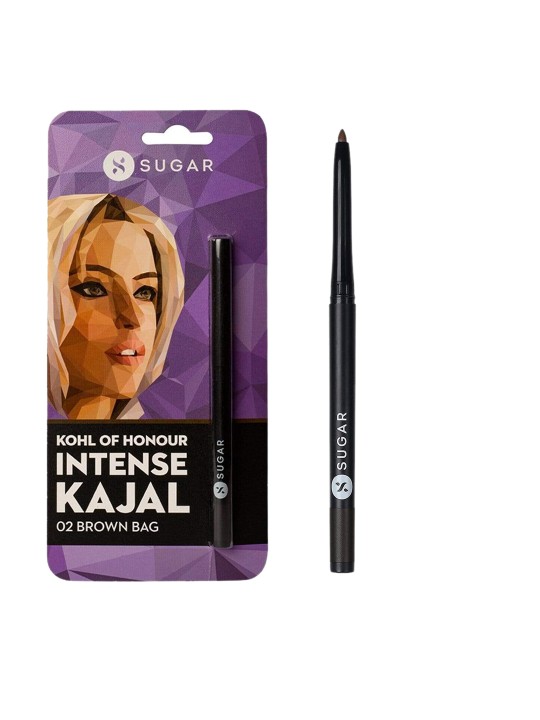 SUGAR
KOHL OF HONOUR
INTENSE
KAJAL
02 BROWN BAG
SUGAR
SUGAR